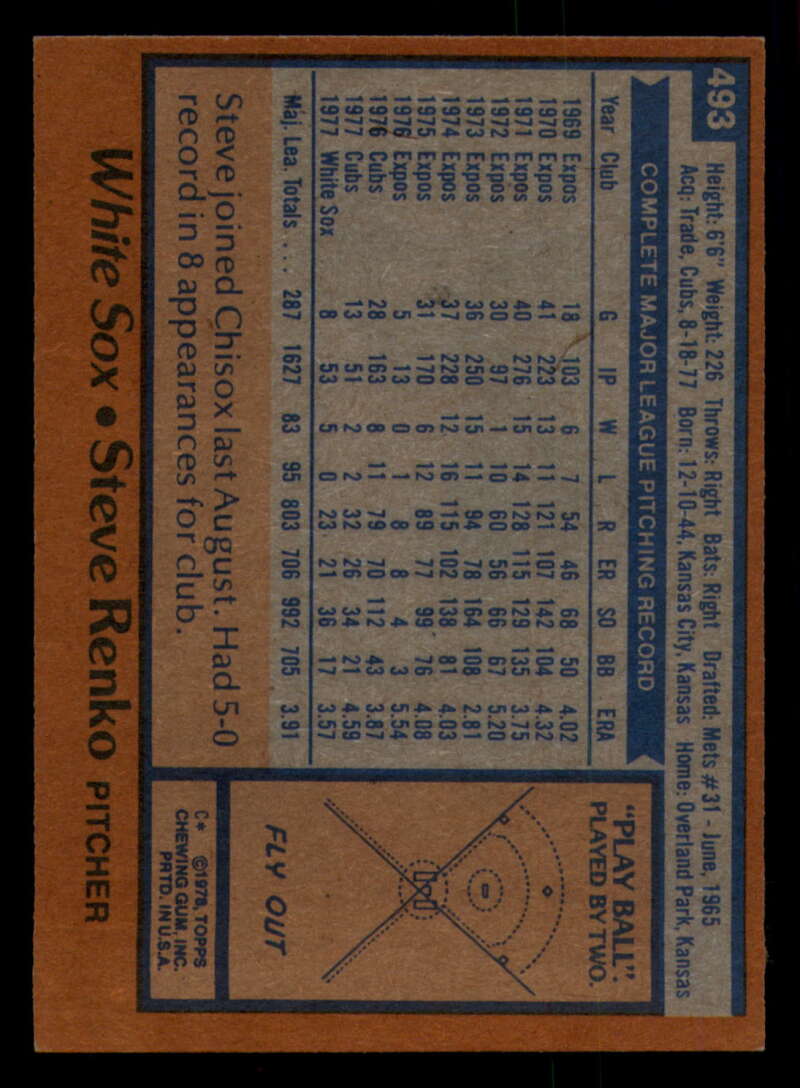 493
Height: 6'6" Weight: 226 Throws: Right Bats: Right Drafted: Mets #31 - June, 1965
Acq: Trade, Cubs, 8-18-77 Born: 12-10-44, Kansas City, Kansas Home: Overland Park, Kansas
COMPLETE MAJOR LEAGUE PITCHING RECORD
Year Club G IP W L R ER SO BB ERA
1969 Expos 18 103 6 7 54 46 68 50 4.02
1970 Expos 41 223 13 11 121 107 142 104 4.32
1971 Expos 40 276 15 14 128 115 129 135 3.75
1972 Expos 30 97 1 10 60 56 66 67 5.20
1973 Expos 36 250 15 11 94 78 164 108 2.81
1974 Expos 37 228 12 16 115 102 138 81 4.03
1975 Expos 31 170 6 12 89 77 99 76 4.08
1976 Expos 5 13 0 1 8 8 4 3 5.54
1976 Cubs 28 163 8 11 79 70 112 43 3.87
1977 Cubs 13 51 2 2 32 26 34 21 4.59
1977 White Sox 8 53 5 0 23 21 36 17 3.57
Maj. Lea. Totals . . . 287 1627 83 95 803 706 992 705 3.91
Steve joined Chisox last August. Had 5-0
record in 8 appearances for club.
"PLAY BALL":
PLAYED BY TWO.
FLY OUT
C* ©1978, TOPPS
CHEWING GUM, INC.
PRTD. IN U.S.A.
White Sox • Steve Renko PITCHER